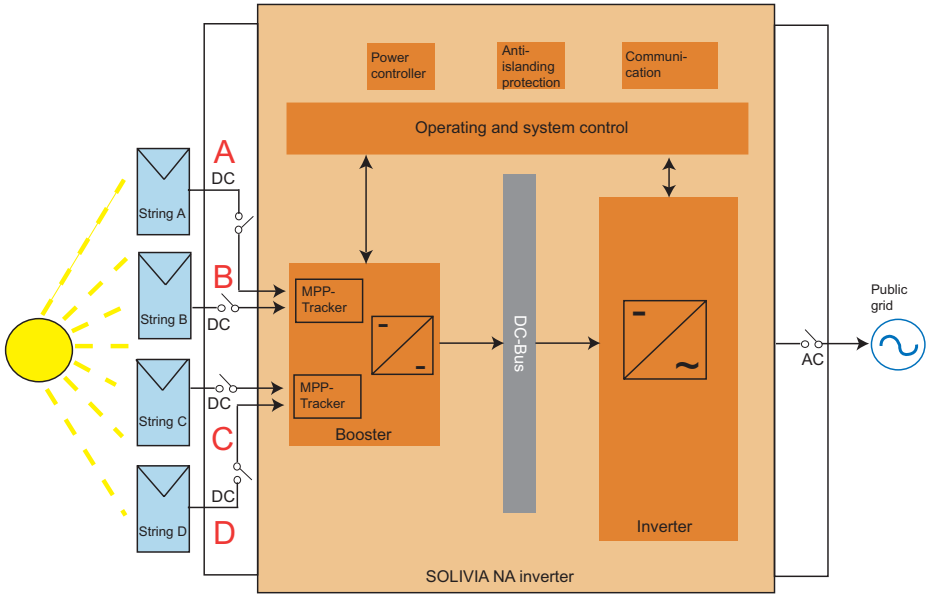 Power
controller
Anti-
islanding
protection
Communi-
cation
Operating and system control
A
DC
String A
B
DC
String B
MPP-
Tracker
MPP-
Tracker
Booster
DC-Bus
Inverter
String C
DC
C
DC
String D
D
AC
Public
grid
SOLIVIA NA inverter